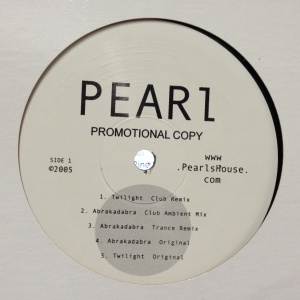 PEARl
PROMOTIONAL COPY
SIDE 1
©2005
www
.PearlsHouse.
com
1. Twilight Club Remix
2. Abrakadabra Club Ambient Mix
3. Abrakadabra Trance Remix
4. Abrakadabra Original
5. Twilight Original